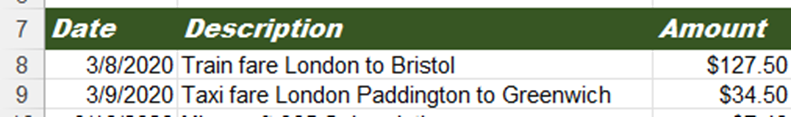 7 Date Description Amount
8 3/8/2020 Train fare London to Bristol $127.50
9 3/9/2020 Taxi fare London Paddington to Greenwich $34.50